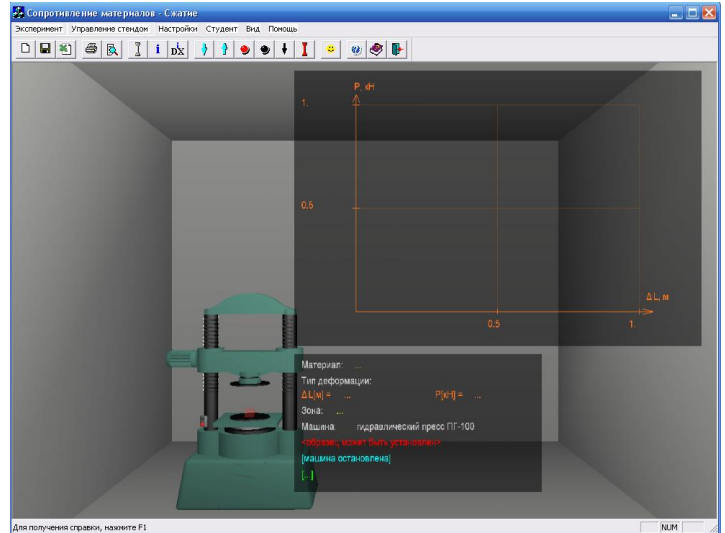 Сопротивление материалов - Сжатие
Эксперимент Управление стендом Настройки Студент Вид Помощь
P, кН
1.
0.5
ΔL, м
0.5 1.
Материал: ...
Тип деформации:
ΔL[м] = ... P[кН] = ...
Зона: ...
Машина: гидравлический пресс ПГ-100
<образец может быть установлен>
[машина остановлена]
[...]
Для получения справки, нажмите F1 NUM